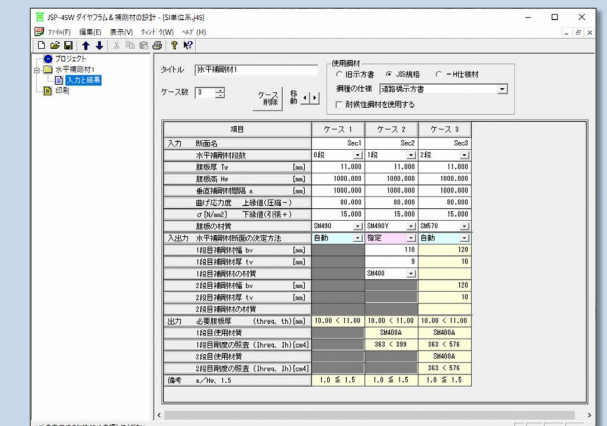 JSP-4SW ダイヤフラム&補剛材の設計 - [SI単位系.j4S]
ファイル(F) 編集(E) 表示(V) ウィンドウ(W) ヘルプ(H)
プロジェクト
水平補剛材1
入力と結果
印刷
タイトル 水平補剛材1
ケース数 3 ケース削除 移動
使用鋼材
旧示方書 JIS規格 -H仕様材
鋼種の仕様 道路橋示方書
耐候性鋼材を使用する
項目 ケース 1 ケース 2 ケース 3
入力 断面名 Sec1 Sec2 Sec3
水平補剛材段数 0段 1段 2段
腹板厚 Tw [mm] 11.000 11.000 11.000
腹板高 Hw [mm] 1000.000 1000.000 1000.000
垂直補剛材間隔 a [mm] 1000.000 1000.000 1000.000
曲げ応力度 上縁値(圧縮-) 80.000 80.000 80.000
σ[N/mm2] 下縁値(引張+) 15.000 15.000 15.000
腹板の材質 SM490 SM490Y SM570
入出力 水平補剛材断面の決定方法 自動 指定 自動
1段目補剛材幅 bv [mm] 110 120
1段目補剛材厚 tv [mm] 9 10
1段目補剛材の材質 SM400
2段目補剛材幅 bv [mm] 120
2段目補剛材厚 tv [mm] 10
2段目補剛材の材質
出力 必要腹板厚 (threq, th)[mm] 10.00 < 11.00 10.00 < 11.00 10.00 < 11.00
1段目使用材質 SM400A SM400A
1段目剛度の照査 (Ihreq, Ih)[cm4] 363 < 399 363 < 576
2段目使用材質 SM400A
2段目剛度の照査 (Ihreq, Ih)[cm4] 363 < 576
備考 a/Hw, 1.5 1.0 ≦ 1.5 1.0 ≦ 1.5 1.0 ≦ 1.5